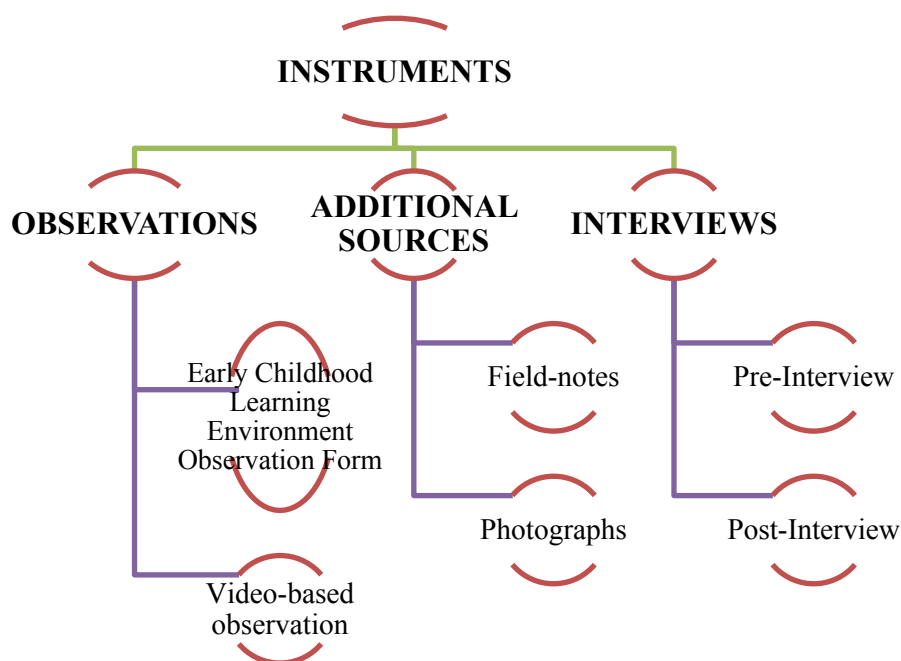 INSTRUMENTS
OBSERVATIONS
ADDITIONAL
SOURCES
INTERVIEWS
Early Childhood
Learning
Environment
Observation Form
Video-based
observation
Field-notes
Photographs
Pre-Interview
Post-Interview